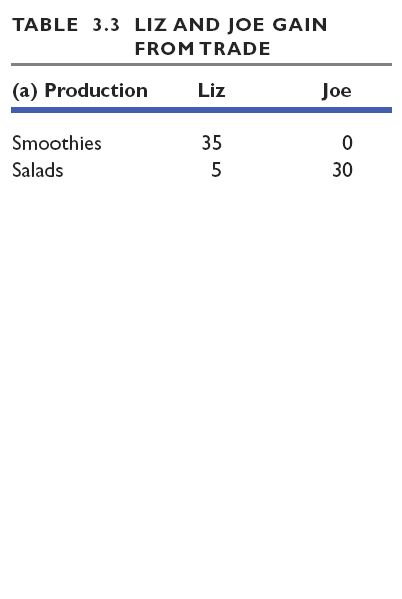 TABLE 3.3 LIZ AND JOE GAIN
FROM TRADE
(a) Production Liz Joe
Smoothies 35 0
Salads 5 30